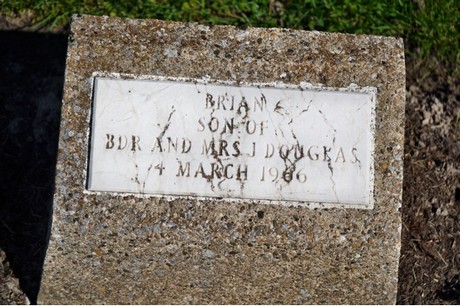 BRIAN
SON OF
BDR AND MRS J DOUGLAS
4 MARCH 1966